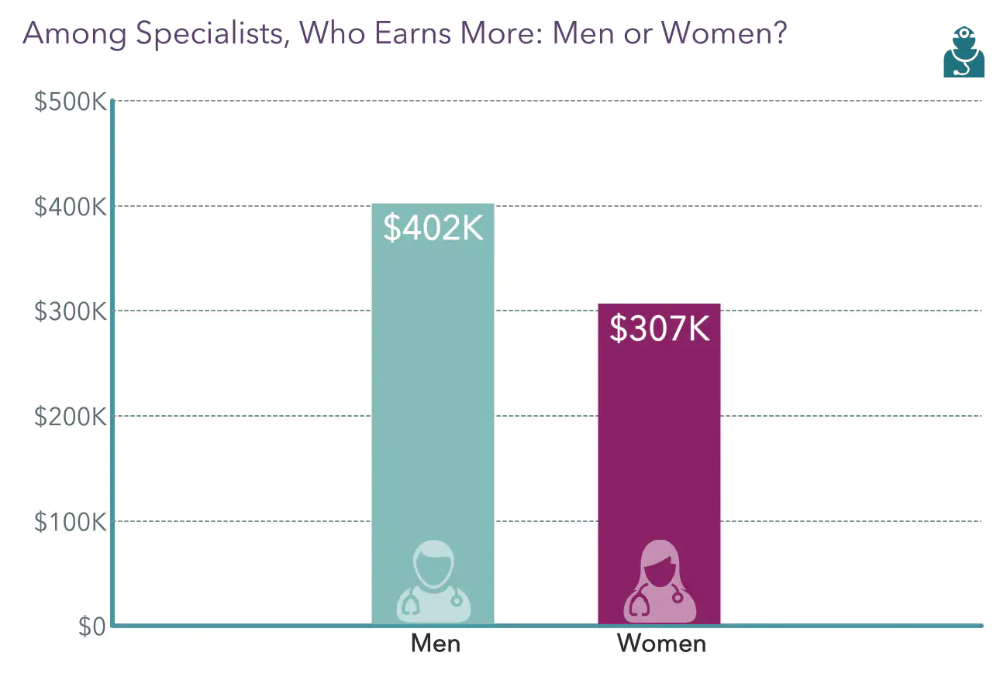 Among Specialists, Who Earns More: Men or Women?
$500K
$400K
$402K
$300K
$307K
$200K
$100K
$0
Men
Women